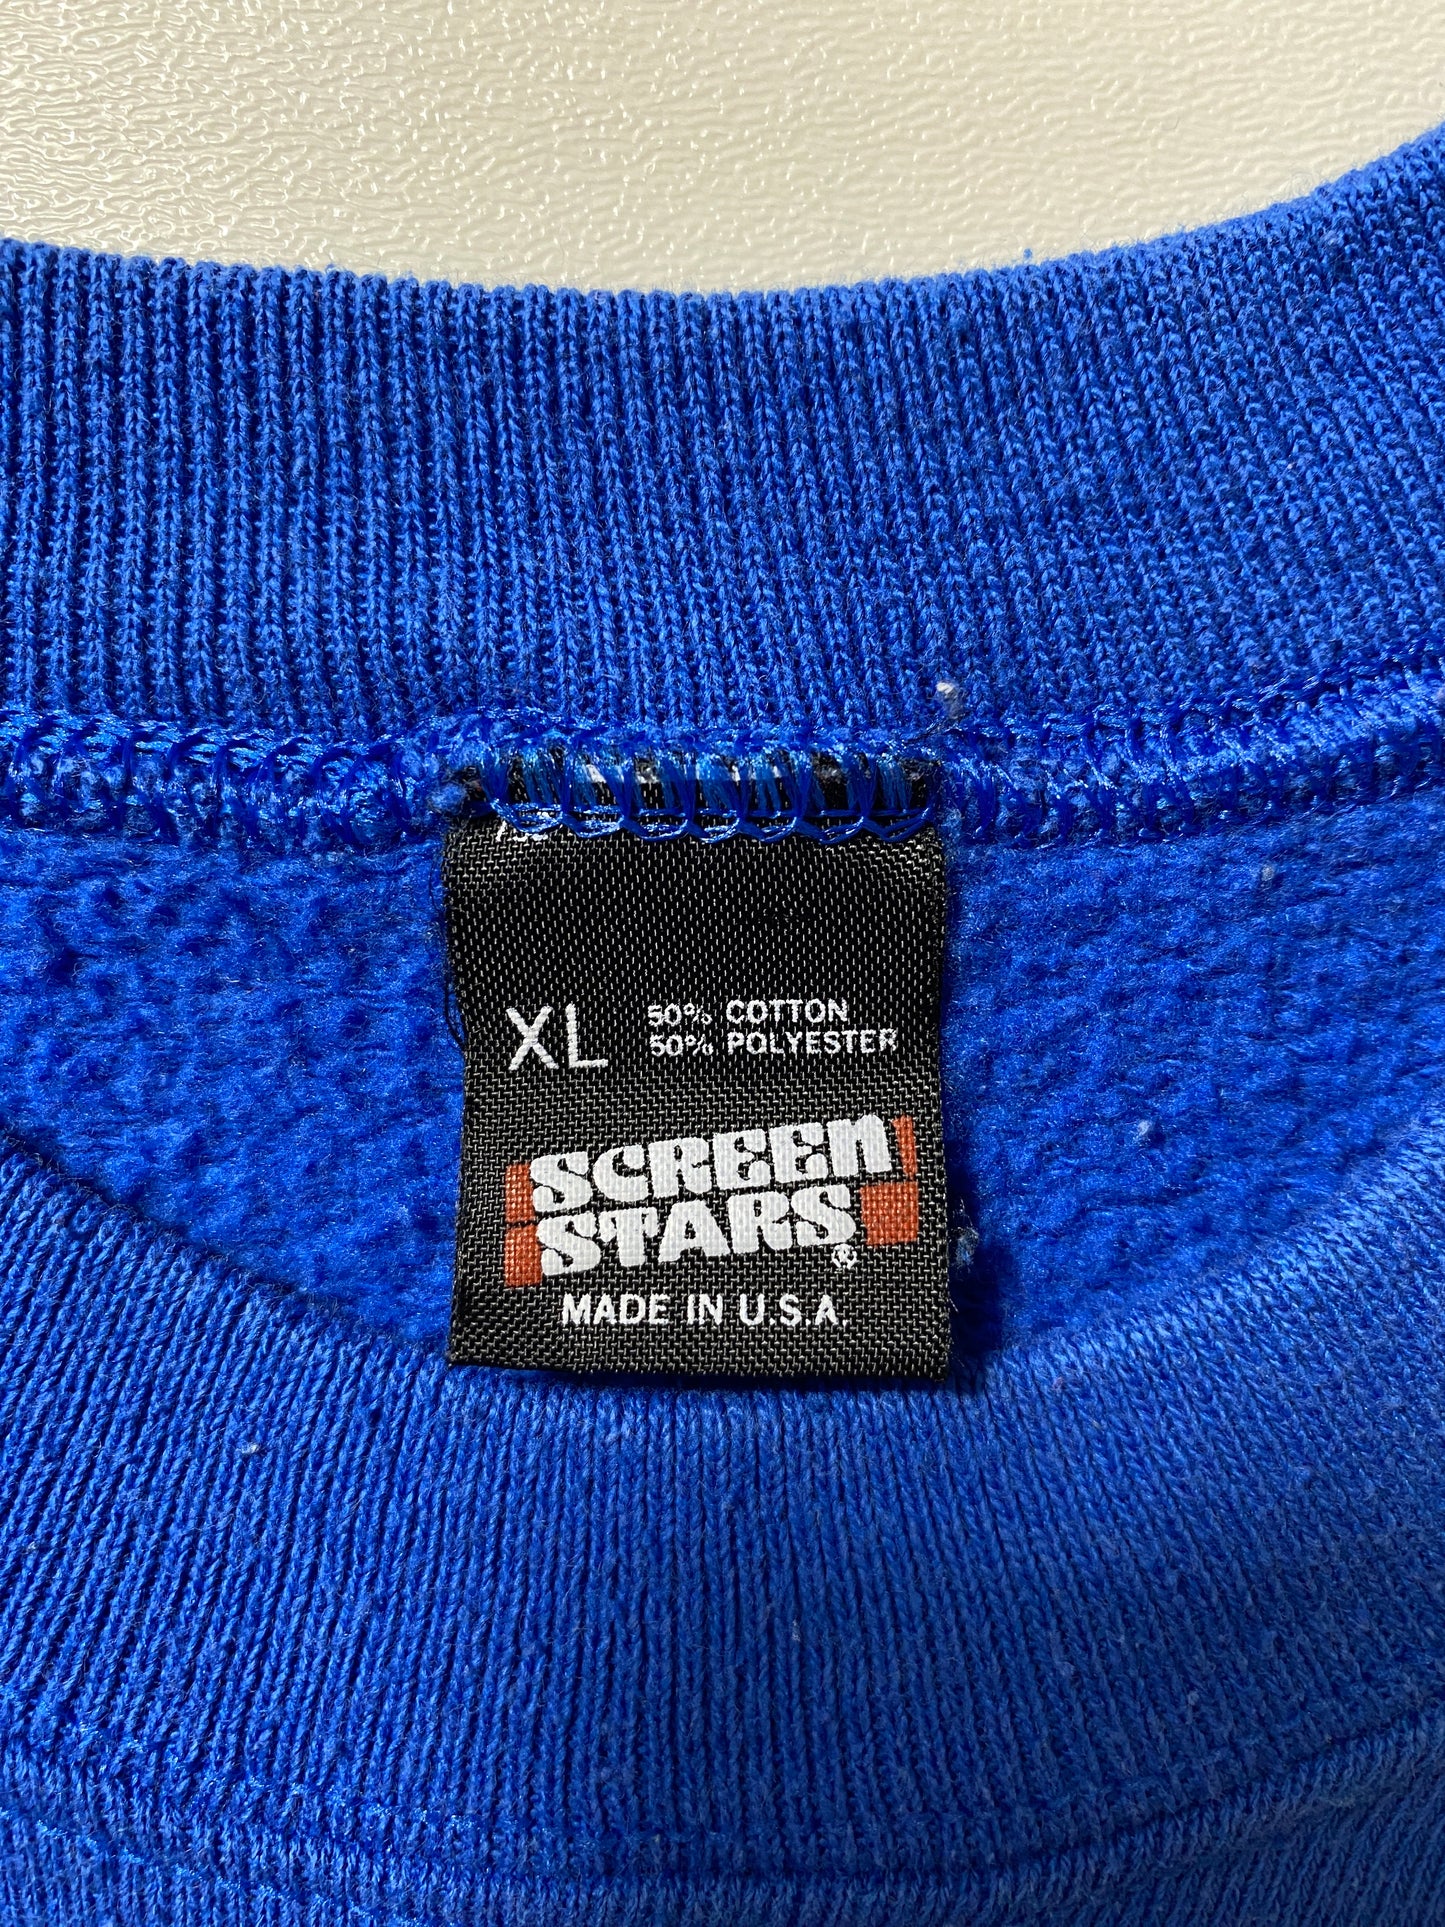 XL
50% COTTON
50% POLYESTER
SCREEn
STARS®
MADE IN U.S.A.